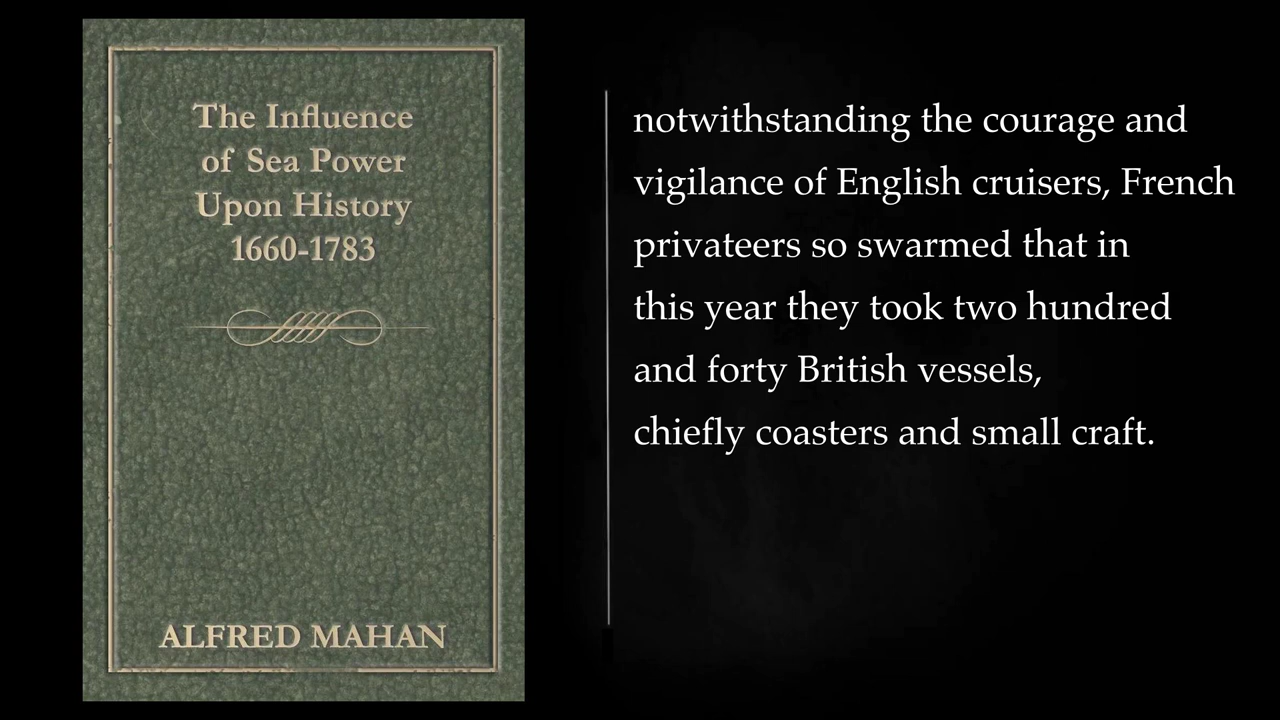 The Influence
of Sea Power
Upon History
1660-1783
ALFRED MAHAN
notwithstanding the courage and
vigilance of English cruisers, French
privateers so swarmed that in
this year they took two hundred
and forty British vessels,
chiefly coasters and small craft.